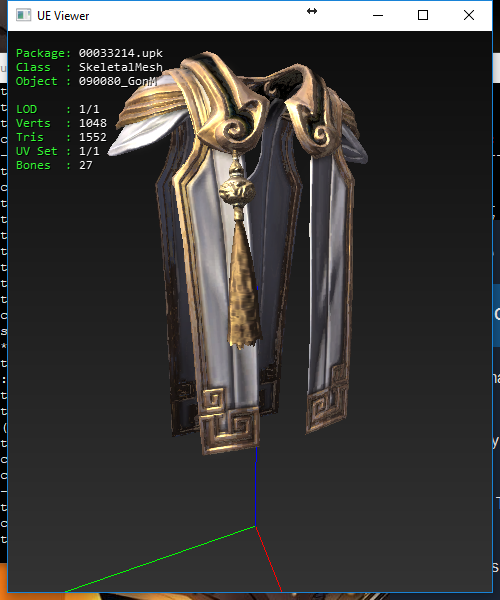 UE Viewer
Package: 00033214.upk
Class : SkeletalMesh
Object : 090080_GonM
LOD : 1/1
Verts : 1048
Tris : 1552
UV Set : 1/1
Bones : 27